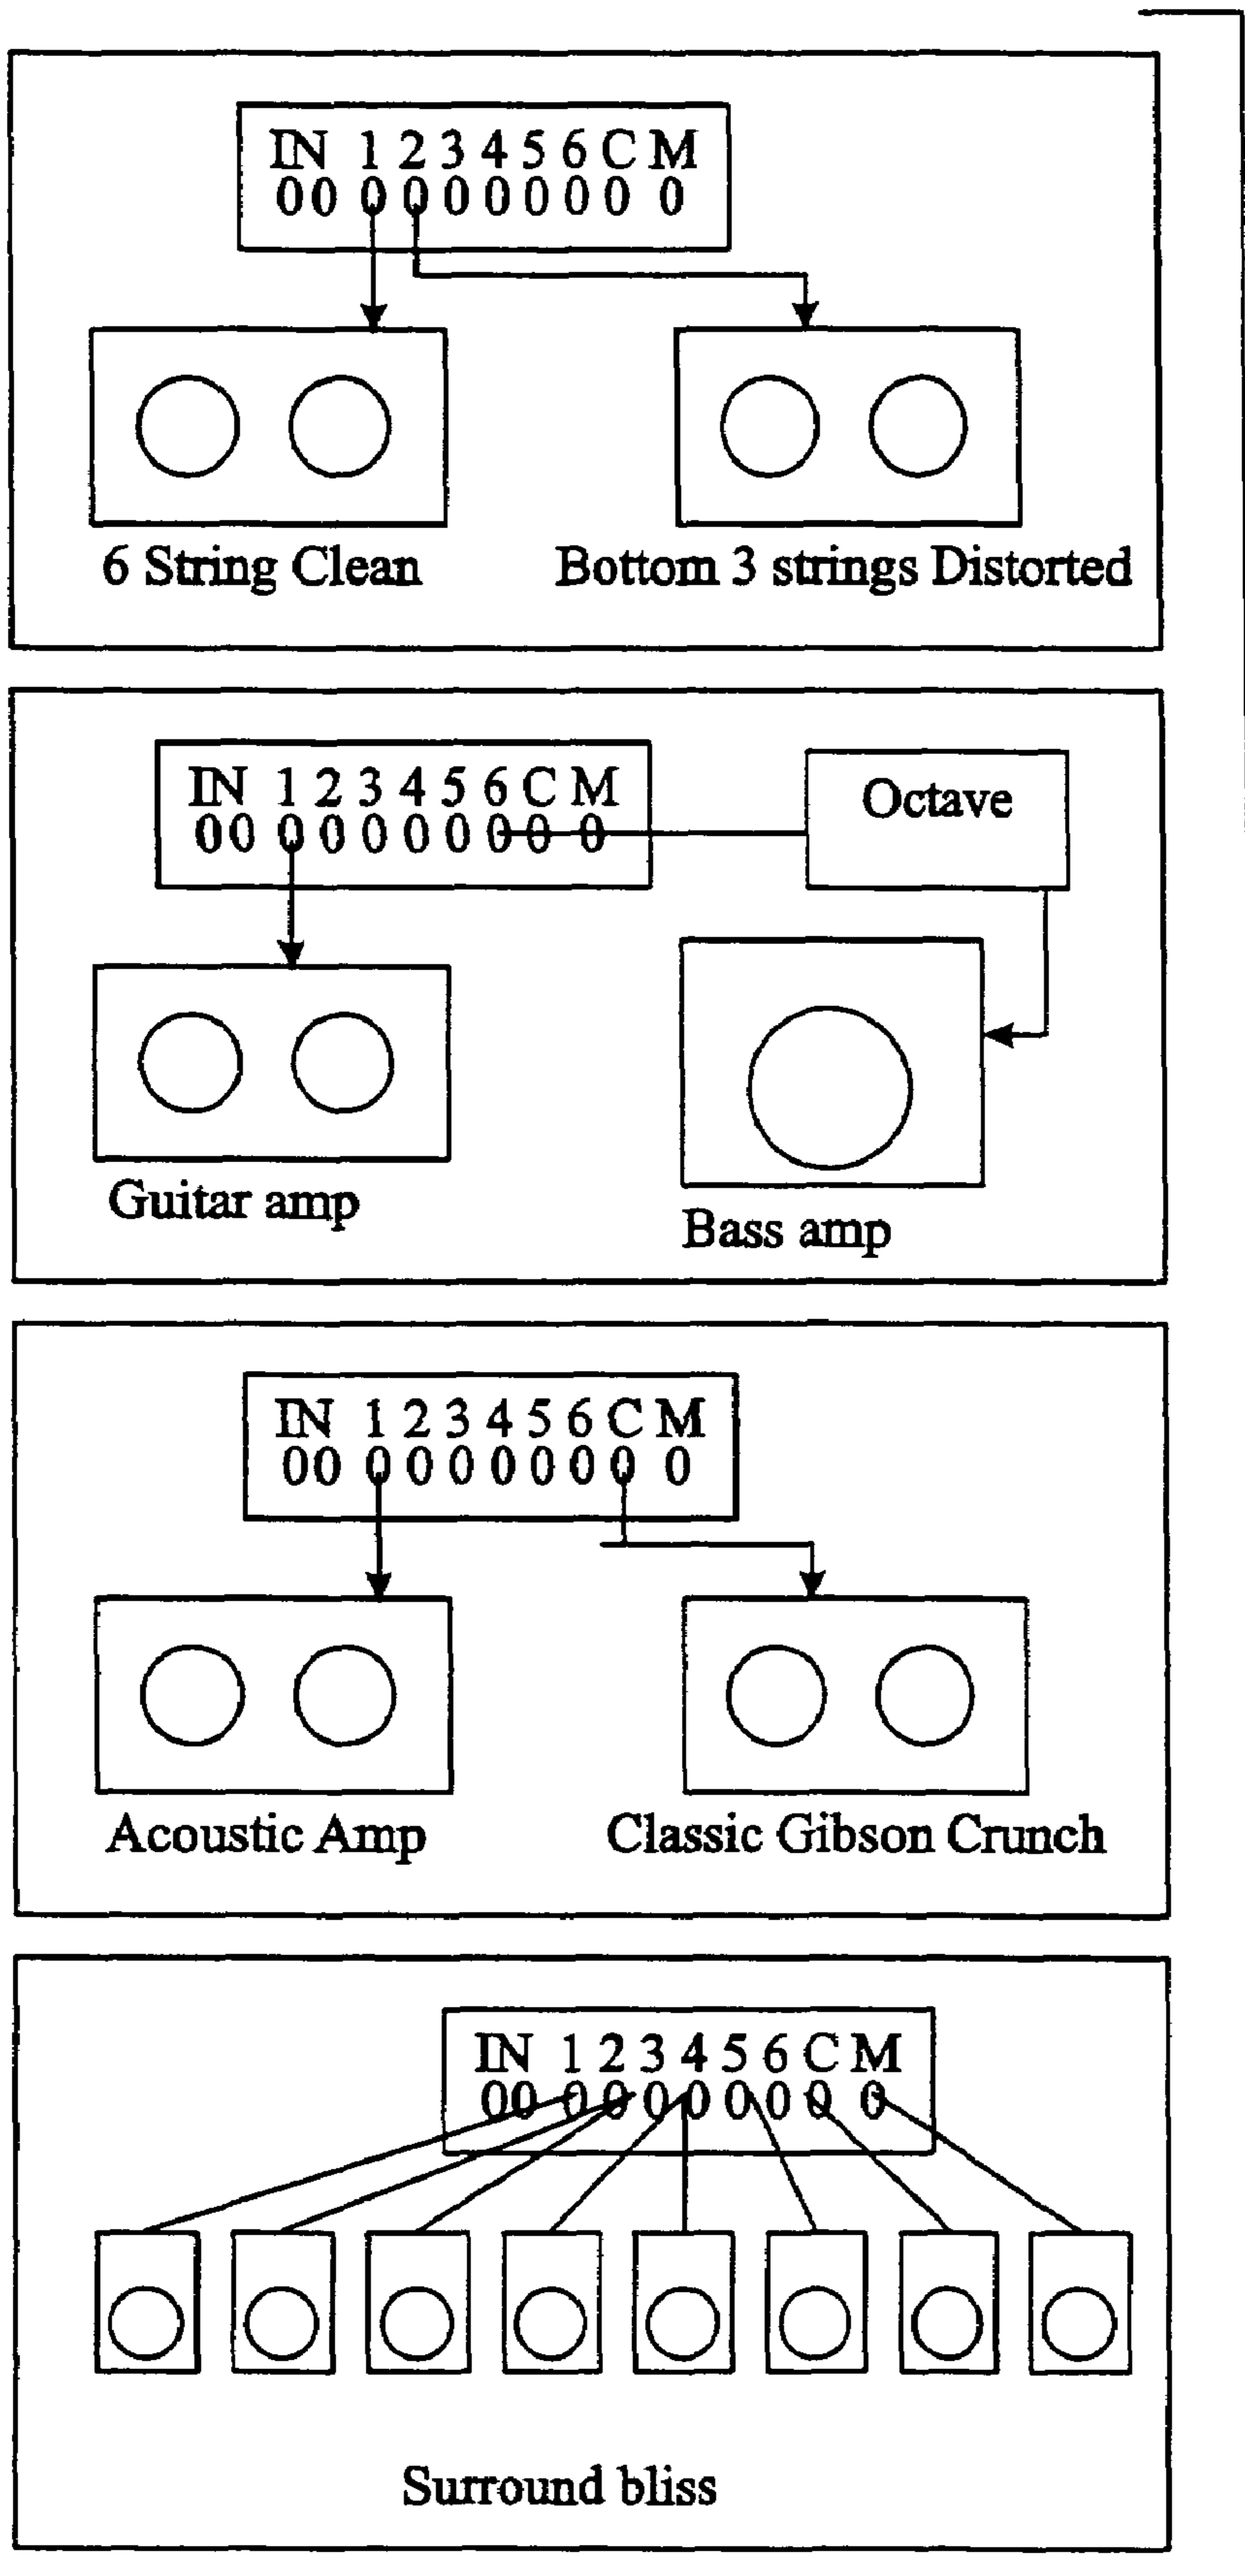 IN 1 2 3 4 5 6 C M
00 0 0 0 0 0 0 0 0
6 String Clean
Bottom 3 strings Distorted
IN 1 2 3 4 5 6 C M
00 0 0 0 0 0 0 0 0
Octave
Guitar amp
Bass amp
IN 1 2 3 4 5 6 C M
00 0 0 0 0 0 0 0 0
Acoustic Amp
Classic Gibson Crunch
IN 1 2 3 4 5 6 C M
00 0 0 0 0 0 0 0 0
Surround bliss